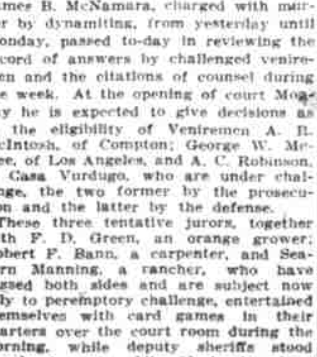 ames B. McNamara, charged with mur-
er by dynamiting, from yesterday until
onday, passed to-day in reviewing the
cord of answers by challenged venire-
en and the citations of counsel during
e week. At the opening of court Mon-
y he is expected to give decisions as
the eligibility of Veniremen A. R.
cIntosh, of Compton; George W. Mc-
ee, of Los Angeles, and A. C. Robinson,
Casa Vurdugo, who are under chal-
nge, the two former by the prosecu-
on and the latter by the defense.
These three tentative jurors, together
th F. D. Green, an orange grower;
obert F. Bann, a carpenter, and Sea-
rn Manning, a rancher, who have
ssed both sides and are subject now
ly to peremptory challenge, entertained
emselves with card games in their
arters over the court room during the
orning, while deputy sheriffs stood